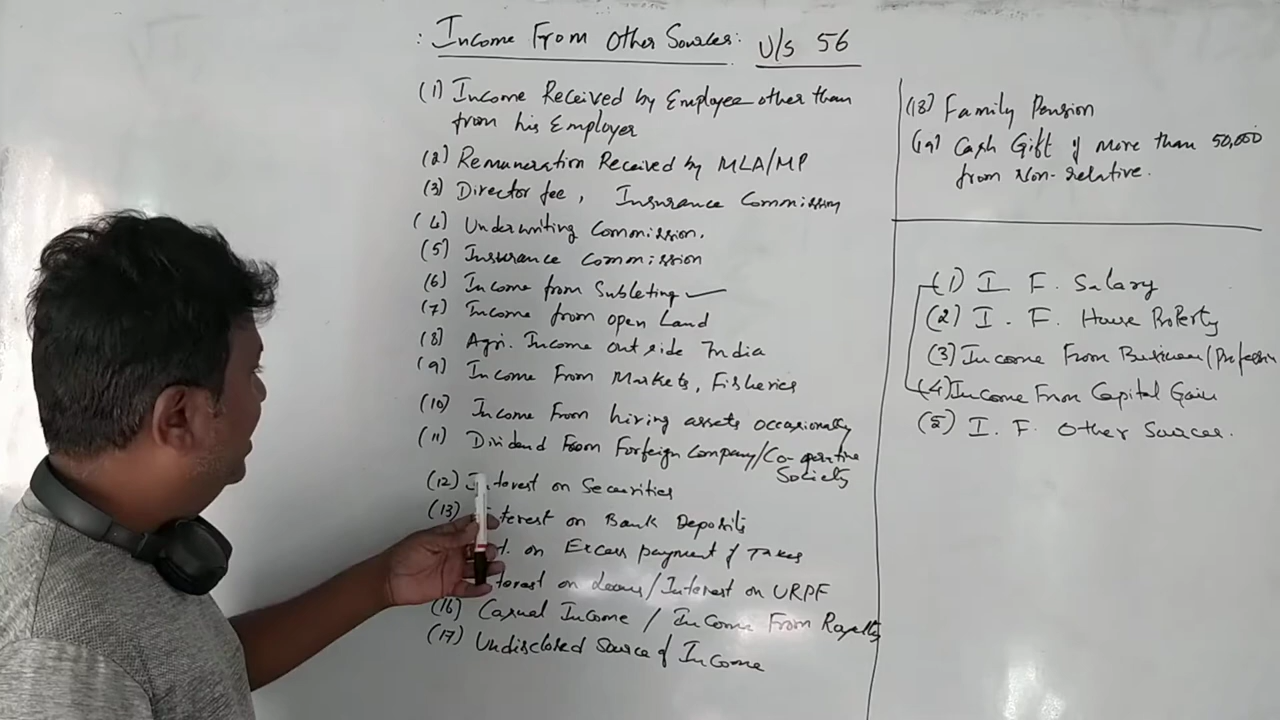 : Income From Other Sources: U/s 56
(1) Income Received by Employee other than
from his Employer
(2) Remuneration Received by MLA/MP
(3) Director fee, Insurance Commission
(4) Underwriting Commission.
(5) Insurance Commission
(6) Income from Subleting
(7) Income from open Land
(8) Agri. Income out side India
(9) Income From Markets, Fisheries
(10) Income From hiring assets occasionally
(11) Dividend From Forfeign Company/Co-operative
Society
(12) Interest on Securities
(13) terest on Bank Deposits
t. on Excess payment of Taxes
terest on Loans/Interest on URPF
(16) Casual Income / Income From Royalty
(17) Undisclosed Source of Income
(18) Family Pension
(19) Cash Gift of More than 50,000
from Non-relative.
(1) I F. Salary
(2) I. F. House Property
(3) Income From Business (Profession
(4) Income From Capital Gain
(5) I. F. Other Sources.